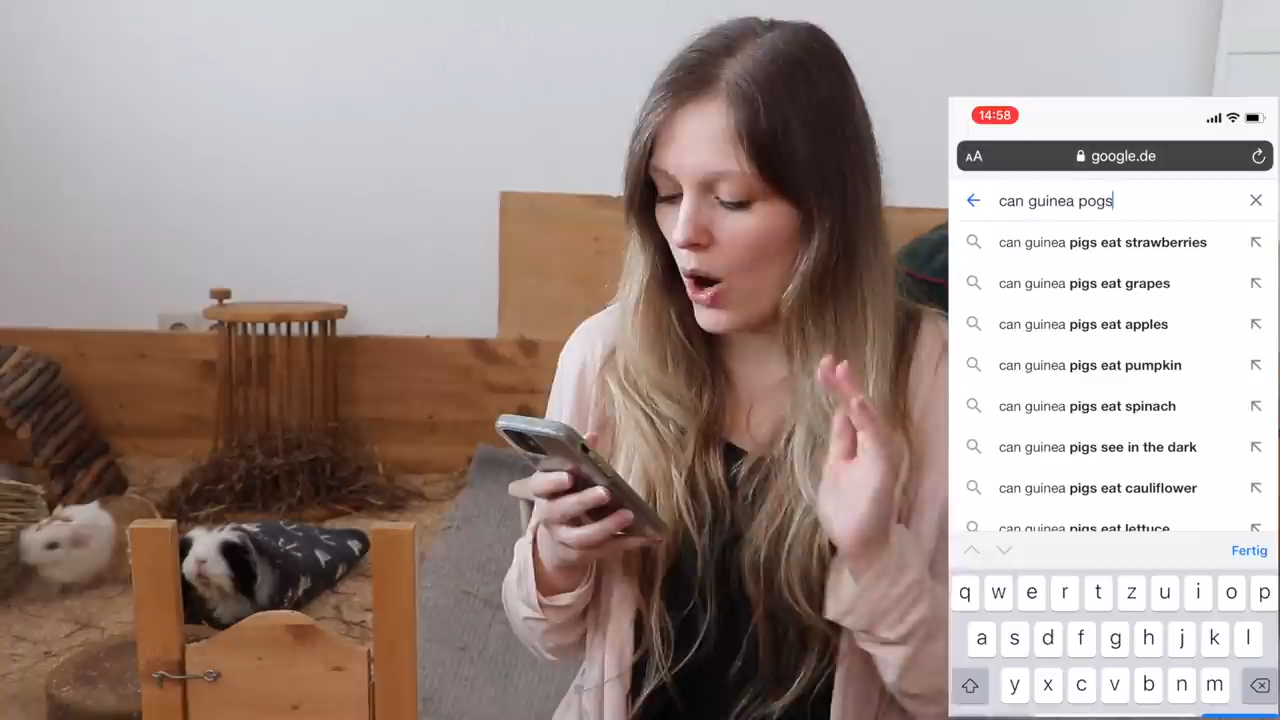 14:58
AA google.de
can guinea pogs
can guinea pigs eat strawberries
can guinea pigs eat grapes
can guinea pigs eat apples
can guinea pigs eat pumpkin
can guinea pigs eat spinach
can guinea pigs see in the dark
can guinea pigs eat cauliflower
can guinea pigs eat lettuce
Fertig
q w e r t z u i o p
a s d f g h j k l
y x c v b n m